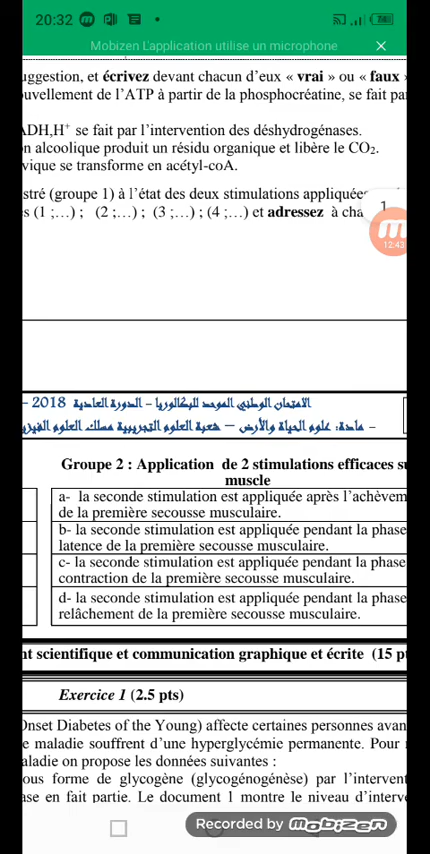 20:32
Mobizen L'application utilise un microphone
uggestion, et écrivez devant chacun d'eux « vrai » ou « faux »
ouvellement de l'ATP à partir de la phosphocréatine, se fait pa
ADH,H⁺ se fait par l'intervention des déshydrogénases.
on alcoolique produit un résidu organique et libère le CO₂.
vique se transforme en acétyl-coA.
stré (groupe 1) à l'état des deux stimulations appliquées
s (1 ;…) ; (2 ;…) ; (3 ;…) ; (4 ;…) et adressez à cha
1
12:43
الامتحان الوطني الموحد للبكالوريا - الدورة العادية 2018 -
- مادة: علوم الحياة والأرض – شعبة العلوم التجريبية مسلك العلوم الفيزي
Groupe 2 : Application de 2 stimulations efficaces su
muscle
a- la seconde stimulation est appliquée après l'achèvem
de la première secousse musculaire.
b- la seconde stimulation est appliquée pendant la phase
latence de la première secousse musculaire.
c- la seconde stimulation est appliquée pendant la phase
contraction de la première secousse musculaire.
d- la seconde stimulation est appliquée pendant la phase
relâchement de la première secousse musculaire.
nt scientifique et communication graphique et écrite (15 pt
Exercice 1 (2.5 pts)
Onset Diabetes of the Young) affecte certaines personnes avan
e maladie souffrent d'une hyperglycémie permanente. Pour
aladie on propose les données suivantes :
ous forme de glycogène (glycogénogénèse) par l'intervent
ase en fait partie. Le document 1 montre le niveau d'interve
Recorded by Mobizen